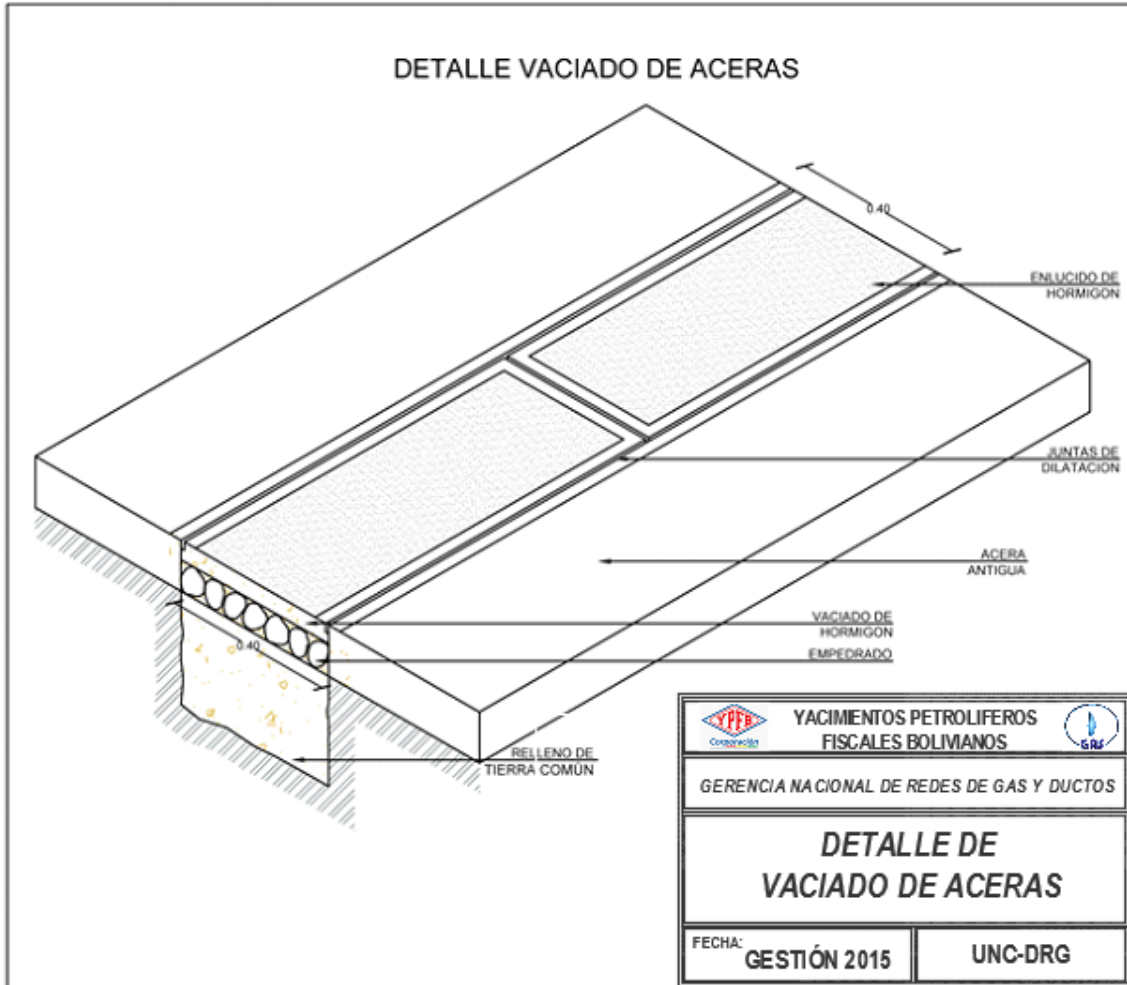 DETALLE VACIADO DE ACERAS
0.40
ENLUCIDO DE
HORMIGON
JUNTAS DE
DILATACION
ACERA
ANTIGUA
VACIADO DE
HORMIGON
EMPEDRADO
0.40
RELLENO DE
TIERRA COMÚN
YPFB
Corporación
YACIMIENTOS PETROLIFEROS
FISCALES BOLIVIANOS
GAS
GERENCIA NACIONAL DE REDES DE GAS Y DUCTOS
DETALLE DE
VACIADO DE ACERAS
FECHA:
GESTIÓN 2015
UNC-DRG